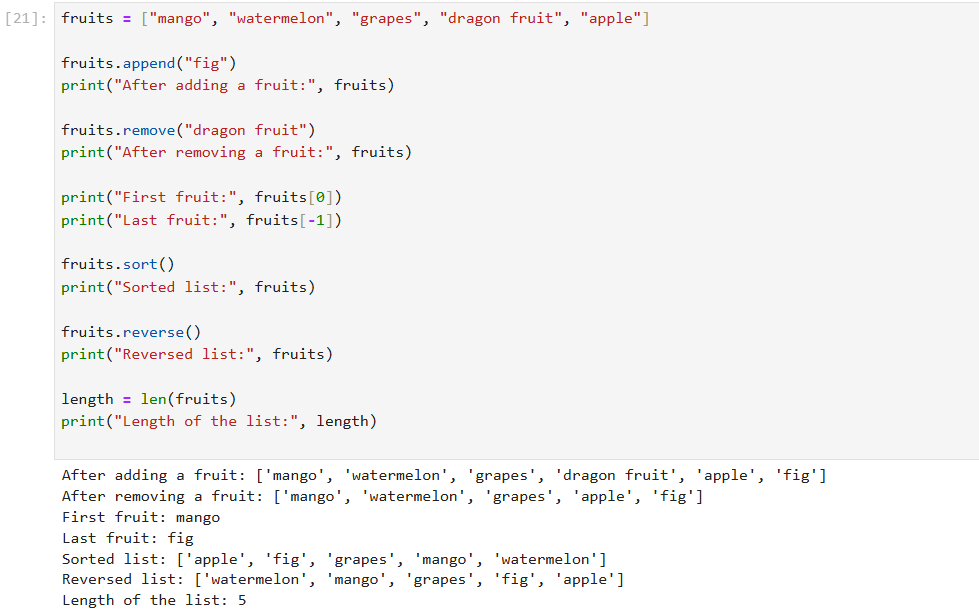 [21]: fruits = ["mango", "watermelon", "grapes", "dragon fruit", "apple"]
fruits.append("fig")
print("After adding a fruit:", fruits)
fruits.remove("dragon fruit")
print("After removing a fruit:", fruits)
print("First fruit:", fruits[0])
print("Last fruit:", fruits[-1])
fruits.sort()
print("Sorted list:", fruits)
fruits.reverse()
print("Reversed list:", fruits)
length = len(fruits)
print("Length of the list:", length)
After adding a fruit: ['mango', 'watermelon', 'grapes', 'dragon fruit', 'apple', 'fig']
After removing a fruit: ['mango', 'watermelon', 'grapes', 'apple', 'fig']
First fruit: mango
Last fruit: fig
Sorted list: ['apple', 'fig', 'grapes', 'mango', 'watermelon']
Reversed list: ['watermelon', 'mango', 'grapes', 'fig', 'apple']
Length of the list: 5